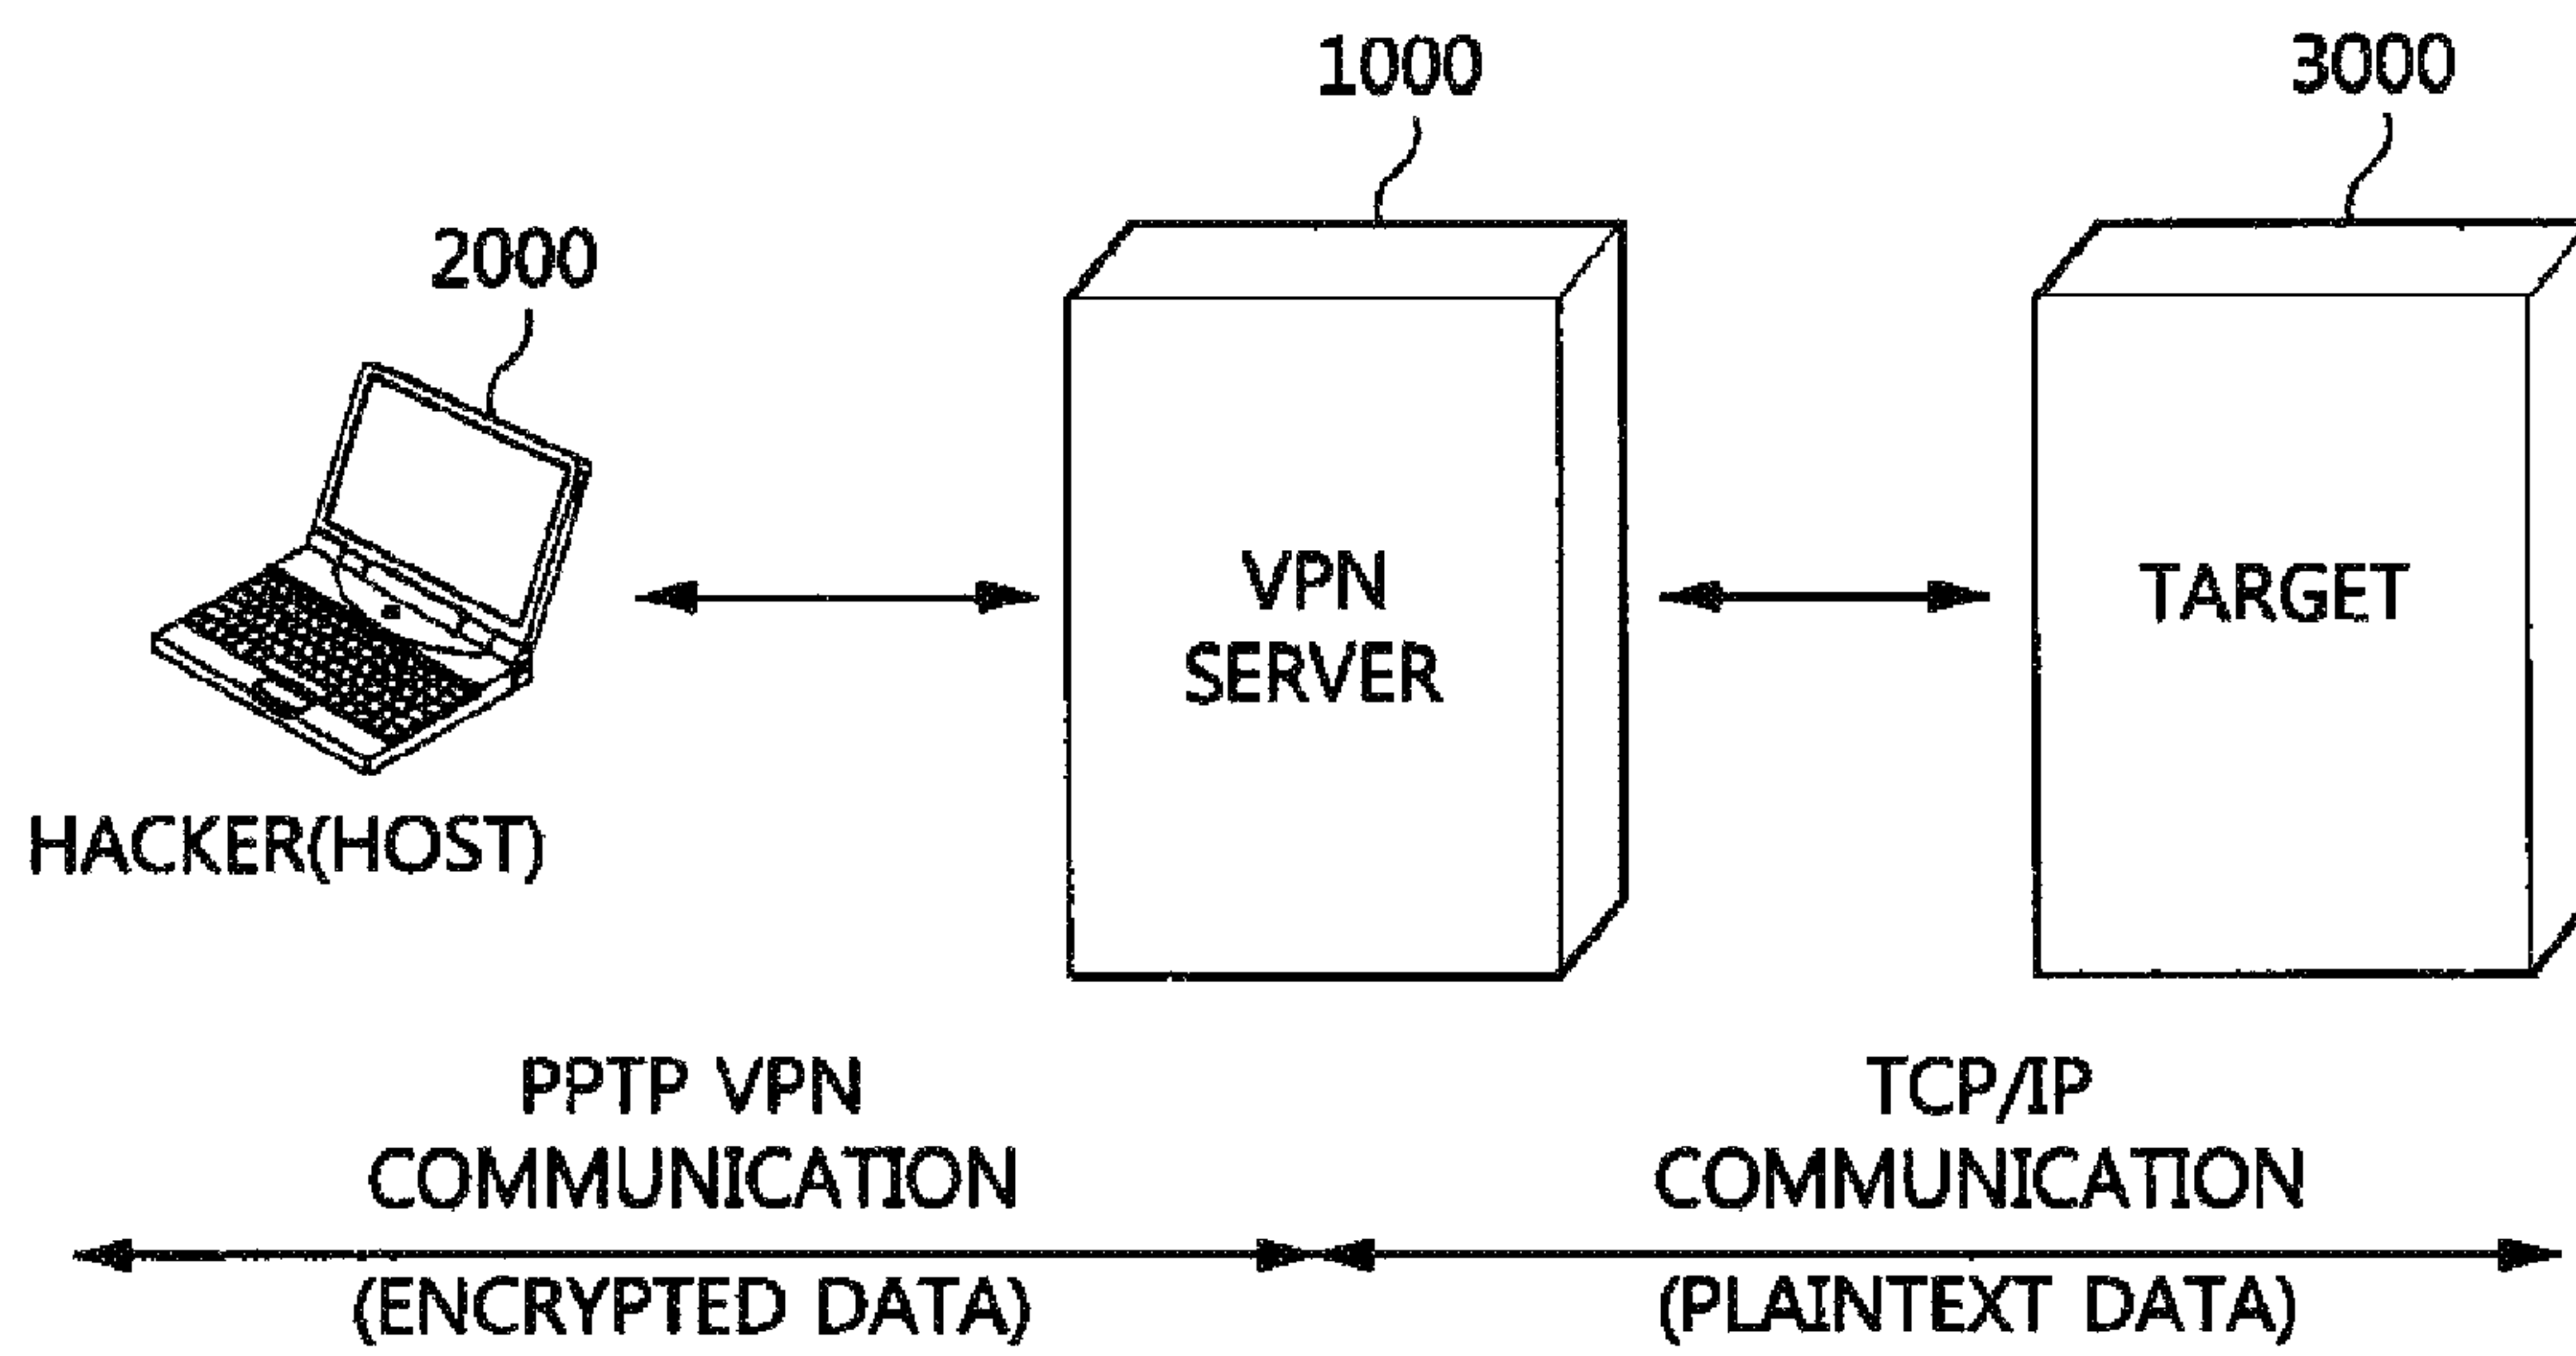 1000
3000
2000
VPN
SERVER
TARGET
HACKER(HOST)
PPTP VPN
COMMUNICATION
(ENCRYPTED DATA)
TCP/IP
COMMUNICATION
(PLAINTEXT DATA)